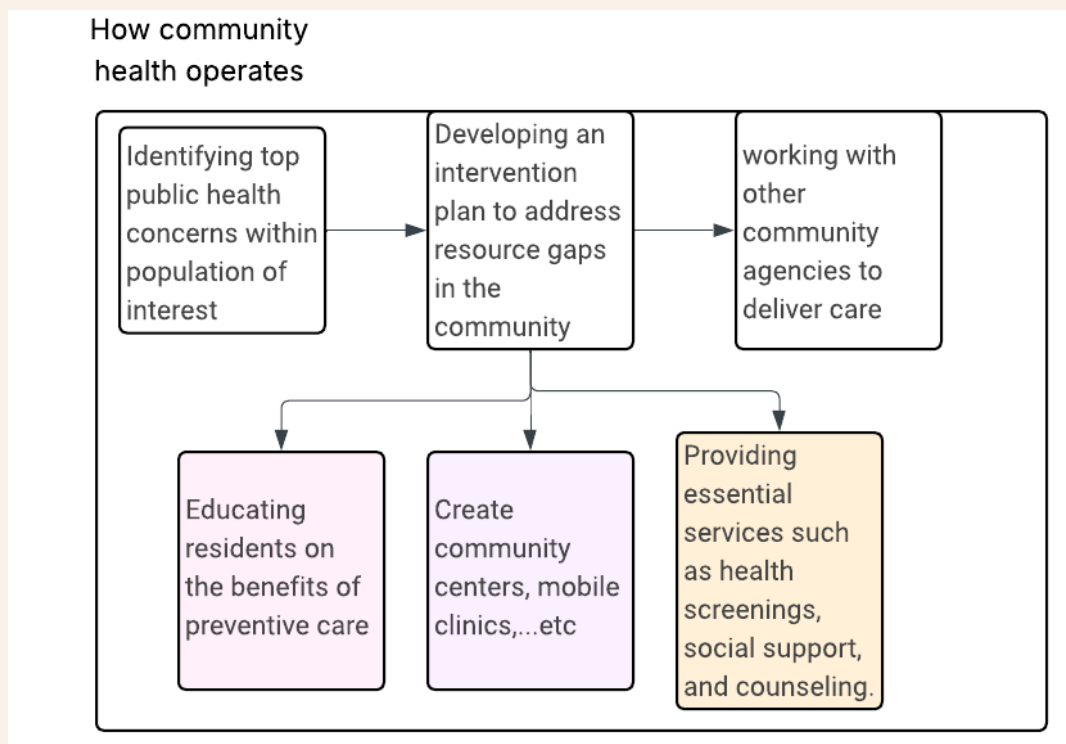 How community
health operates
Identifying top
public health
concerns within
population of
interest
Developing an
intervention
plan to address
resource gaps
in the
community
working with
other
community
agencies to
deliver care
Educating
residents on
the benefits of
preventive care
Create
community
centers, mobile
clinics,...etc
Providing
essential
services such
as health
screenings,
social support,
and counseling.